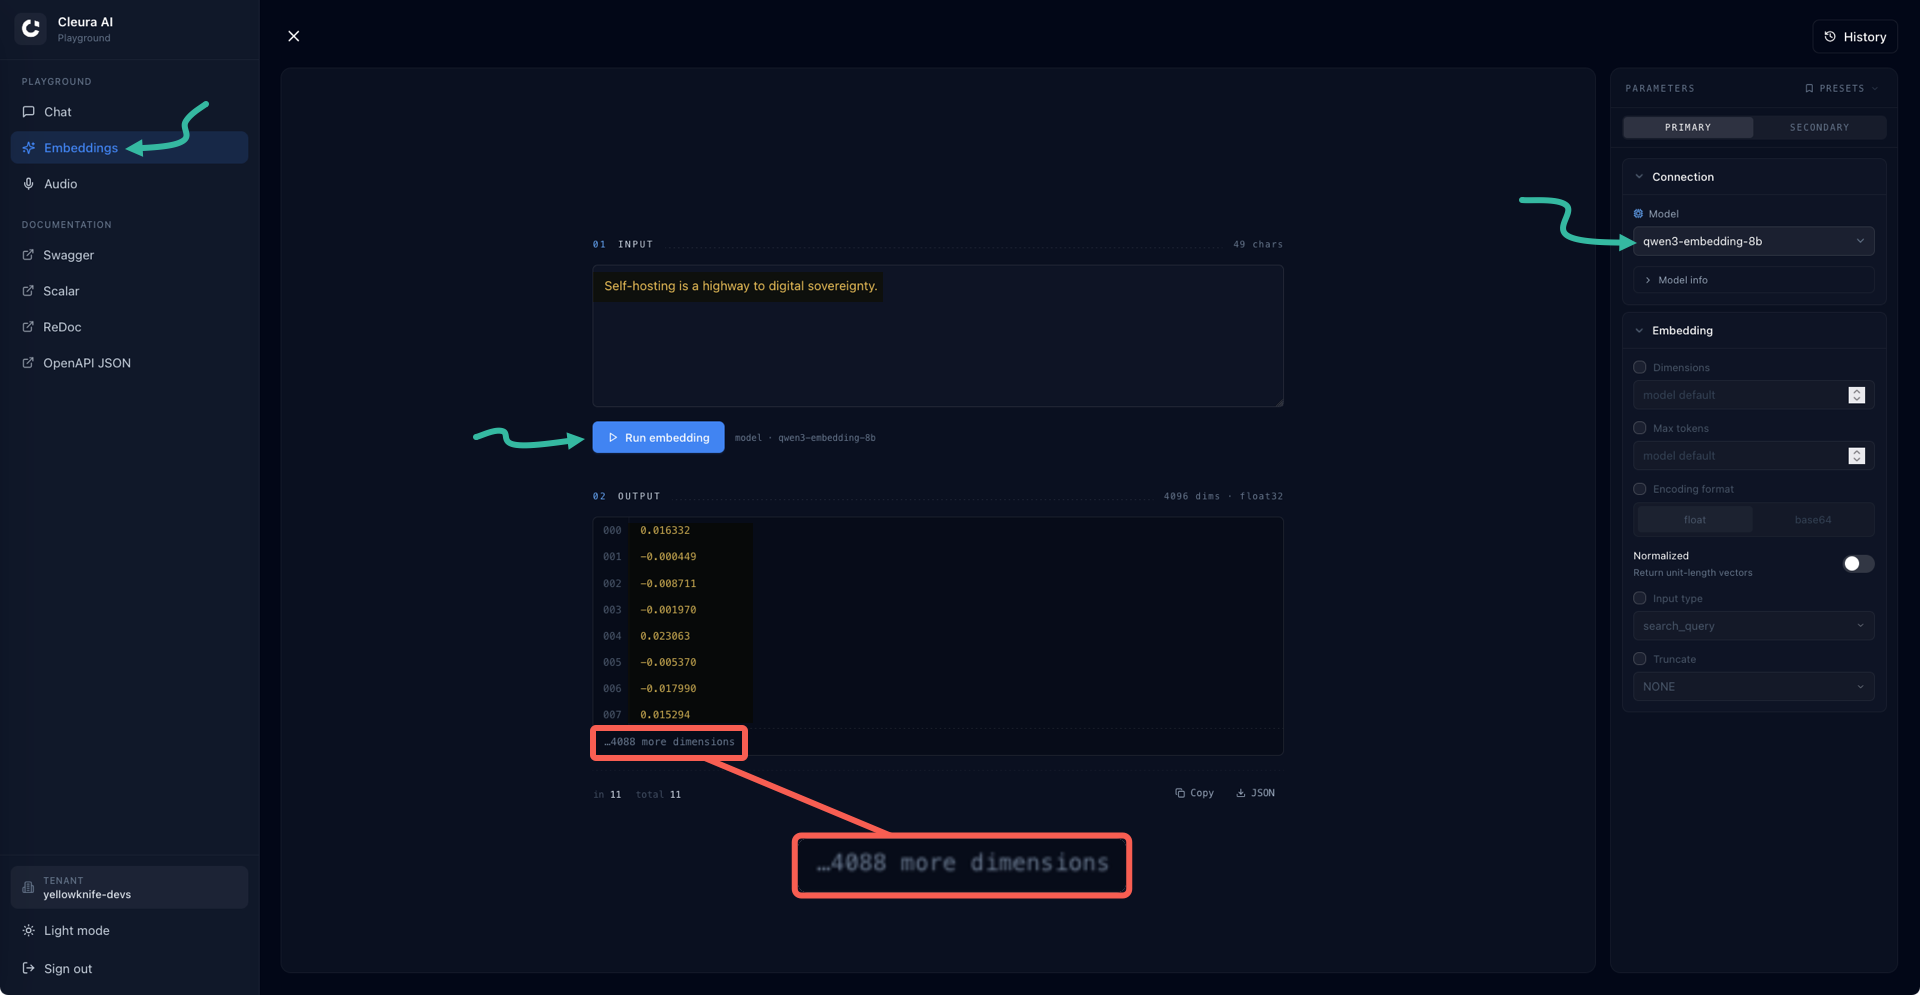 Cleura AI
Playground
History
PLAYGROUND
Chat
Embeddings
Audio
DOCUMENTATION
Swagger
Scalar
ReDoc
OpenAPI JSON
TENANT
yellowknife-devs
Light mode
Sign out
01 INPUT 49 chars
Self-hosting is a highway to digital sovereignty.
Run embedding model · qwen3-embedding-8b
02 OUTPUT 4096 dims · float32
000 0.016332
001 -0.000449
002 -0.008711
003 -0.001970
004 0.023063
005 -0.005370
006 -0.017990
007 0.015294
…4088 more dimensions
in 11 total 11 Copy JSON
…4088 more dimensions
PARAMETERS PRESETS
PRIMARY SECONDARY
Connection
Model
qwen3-embedding-8b
Model info
Embedding
Dimensions
model default
Max tokens
model default
Encoding format
float base64
Normalized
Return unit-length vectors
Input type
search_query
Truncate
NONE